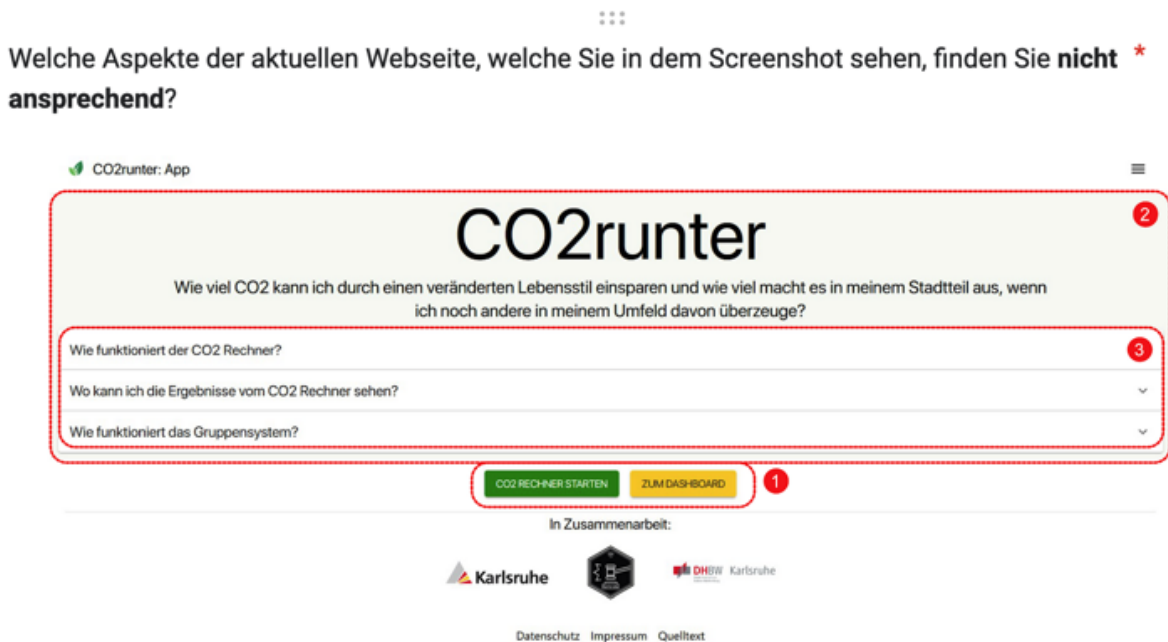 Welche Aspekte der aktuellen Webseite, welche Sie in dem Screenshot sehen, finden Sie nicht *
ansprechend?
CO2runter: App
2
CO2runter
Wie viel CO2 kann ich durch einen veränderten Lebensstil einsparen und wie viel macht es in meinem Stadtteil aus, wenn
ich noch andere in meinem Umfeld davon überzeuge?
Wie funktioniert der CO2 Rechner?
3
Wo kann ich die Ergebnisse vom CO2 Rechner sehen?
Wie funktioniert das Gruppensystem?
CO2 RECHNER STARTEN ZUM DASHBOARD 1
In Zusammenarbeit:
Karlsruhe
DHBW Karlsruhe
Datenschutz Impressum Quelltext